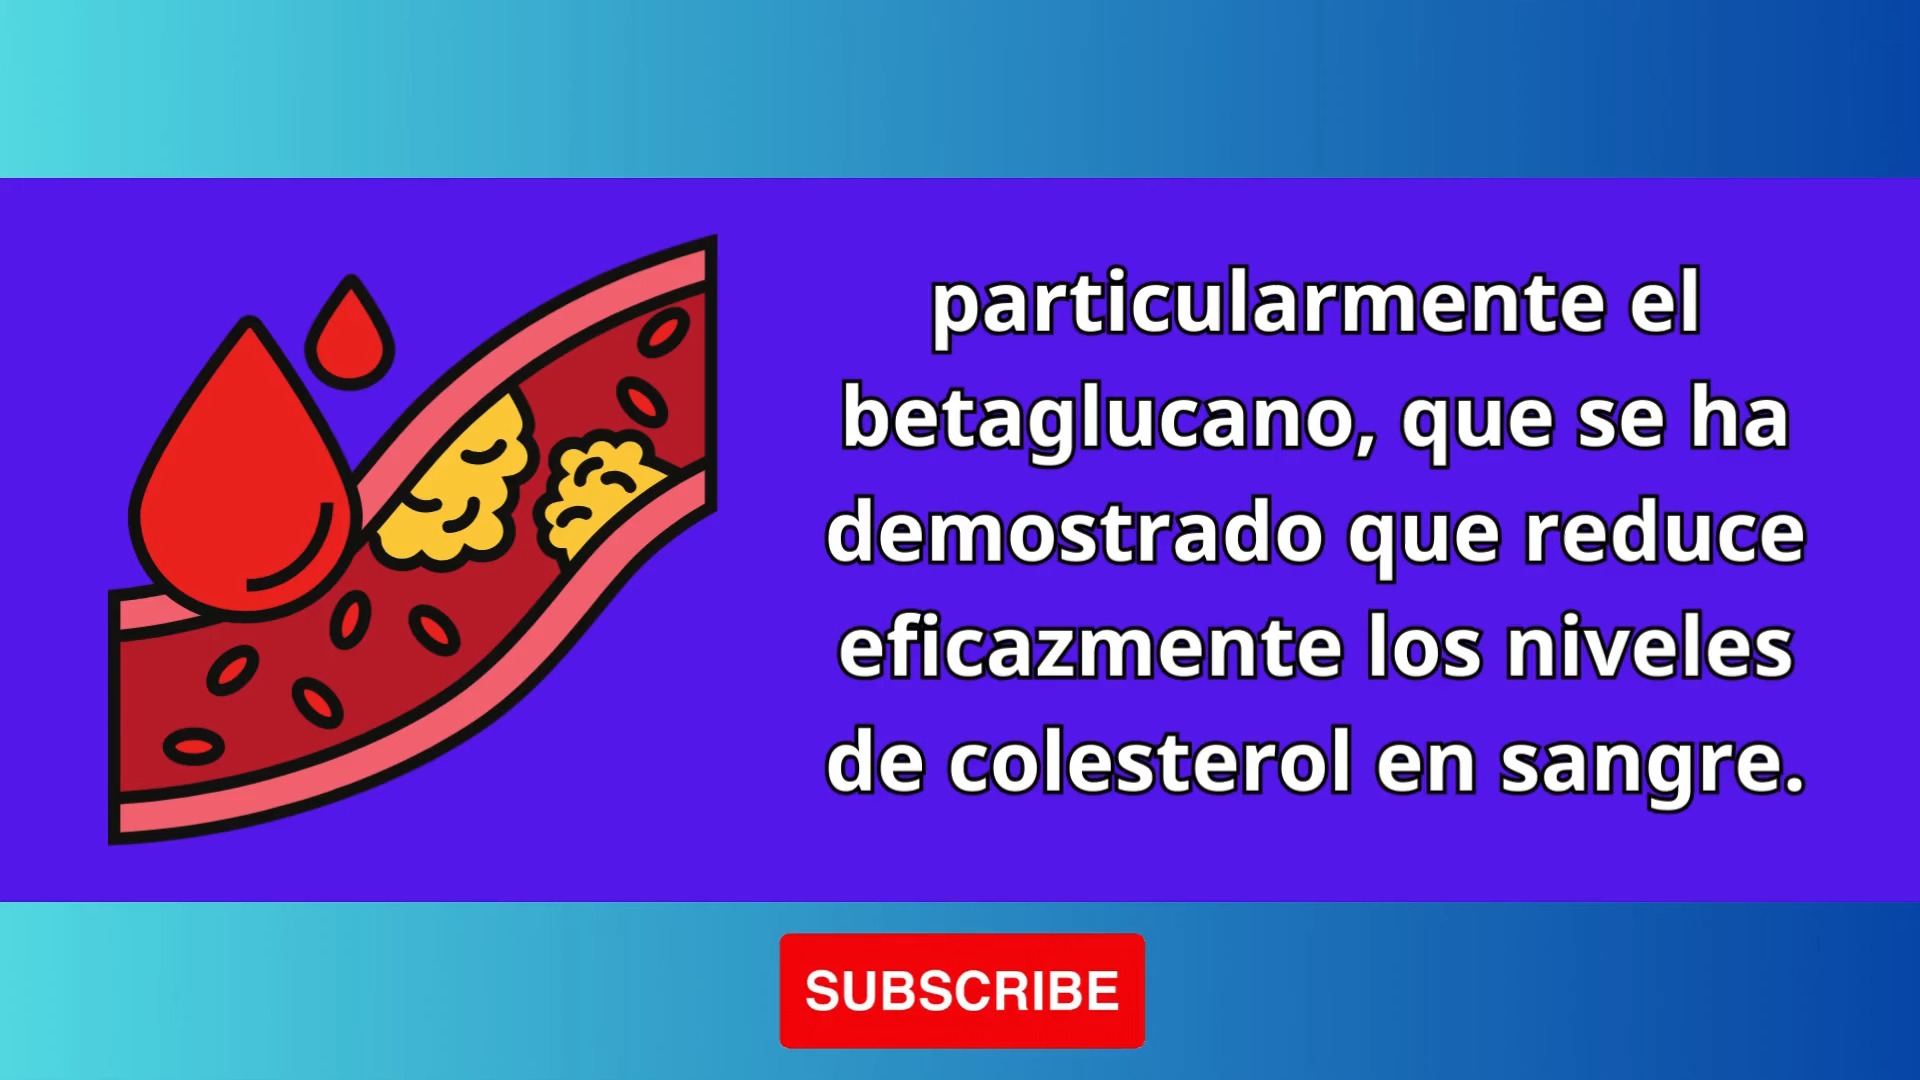 particularmente el
betaglucano, que se ha
demostrado que reduce
eficazmente los niveles
de colesterol en sangre.
SUBSCRIBE